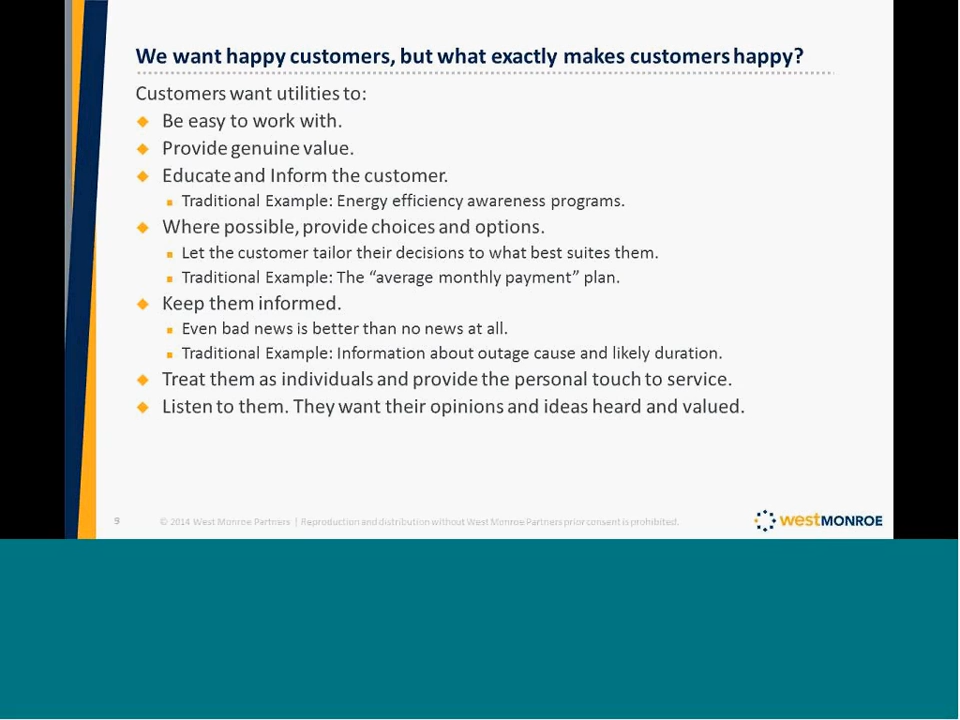 We want happy customers, but what exactly makes customers happy?
Customers want utilities to:
Be easy to work with.
Provide genuine value.
Educate and Inform the customer.
Traditional Example: Energy efficiency awareness programs.
Where possible, provide choices and options.
Let the customer tailor their decisions to what best suites them.
Traditional Example: The “average monthly payment” plan.
Keep them informed.
Even bad news is better than no news at all.
Traditional Example: Information about outage cause and likely duration.
Treat them as individuals and provide the personal touch to service.
Listen to them. They want their opinions and ideas heard and valued.
9 © 2014 West Monroe Partners | Reproduction and distribution without West Monroe Partners prior consent is prohibited.
westMONROE